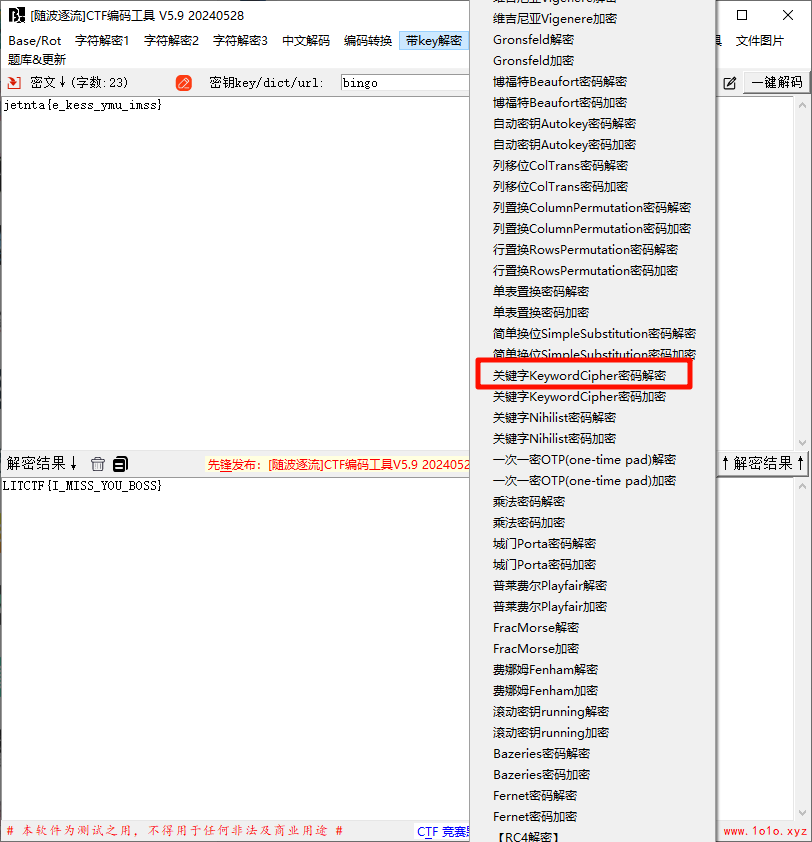 [随波逐流]CTF编码工具 V5.9 20240528
Base/Rot 字符解密1 字符解密2 字符解密3 中文解码 编码转换 带key解密 文件图片
题库&更新
密文↓(字数:23) 密钥key/dict/url: bingo 一键解码
jetnta{e_kess_ymu_imss}
维吉尼亚Vigenere解密
维吉尼亚Vigenere加密
Gronsfeld解密
Gronsfeld加密
博福特Beaufort密码解密
博福特Beaufort密码加密
自动密钥Autokey密码解密
自动密钥Autokey密码加密
列移位ColTrans密码解密
列移位ColTrans密码加密
列置换ColumnPermutation密码解密
列置换ColumnPermutation密码加密
行置换RowsPermutation密码解密
行置换RowsPermutation密码加密
单表置换密码解密
单表置换密码加密
简单换位SimpleSubstitution密码解密
简单换位SimpleSubstitution密码加密
关键字KeywordCipher密码解密
关键字KeywordCipher密码加密
关键字Nihilist密码解密
关键字Nihilist密码加密
一次一密OTP(one-time pad)解密
一次一密OTP(one-time pad)加密
乘法密码解密
乘法密码加密
城门Porta密码解密
城门Porta密码加密
普莱费尔Playfair解密
普莱费尔Playfair加密
FracMorse解密
FracMorse加密
费娜姆Fenham解密
费娜姆Fenham加密
滚动密钥running解密
滚动密钥running加密
Bazeries密码解密
Bazeries密码加密
Fernet密码解密
Fernet密码加密
【RC4解密】
解密结果↓ 先锋发布: [随波逐流]CTF编码工具V5.9 2024052 ↑解密结果↑
LITCTF{I_MISS_YOU_BOSS}
# 本软件为测试之用，不得用于任何非法及商业用途 # CTF 竞赛 www.1o1o.xyz